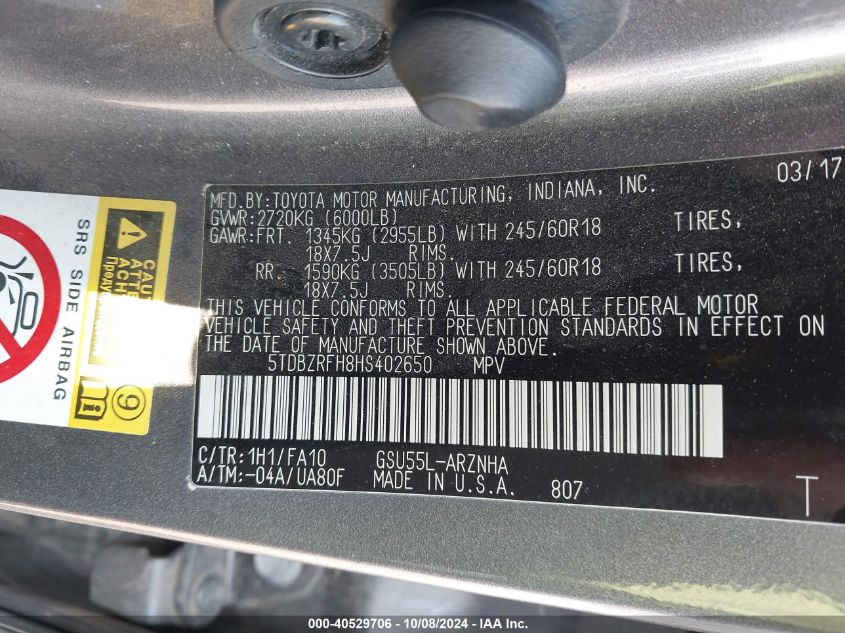 MFD.BY:TOYOTA MOTOR MANUFACTURING, INDIANA, INC. 03/17
GVWR:2720KG (6000LB)
GAWR:FRT. 1345KG (2955LB) WITH 245/60R18 TIRES,
18X7.5J RIMS.
RR. 1590KG (3505LB) WITH 245/60R18 TIRES,
18X7.5J RIMS.
THIS VEHICLE CONFORMS TO ALL APPLICABLE FEDERAL MOTOR
VEHICLE SAFETY AND THEFT PREVENTION STANDARDS IN EFFECT ON
THE DATE OF MANUFACTURE SHOWN ABOVE.
5TDBZRFH8HS402650 MPV
C/TR:1H1/FA10 GSU55L-ARZNHA
A/TM:-04A/UA80F MADE IN U.S.A. 807 T
SRS SIDE AIRBAG
9
000-40529706 - 10/08/2024 - IAA, Inc.